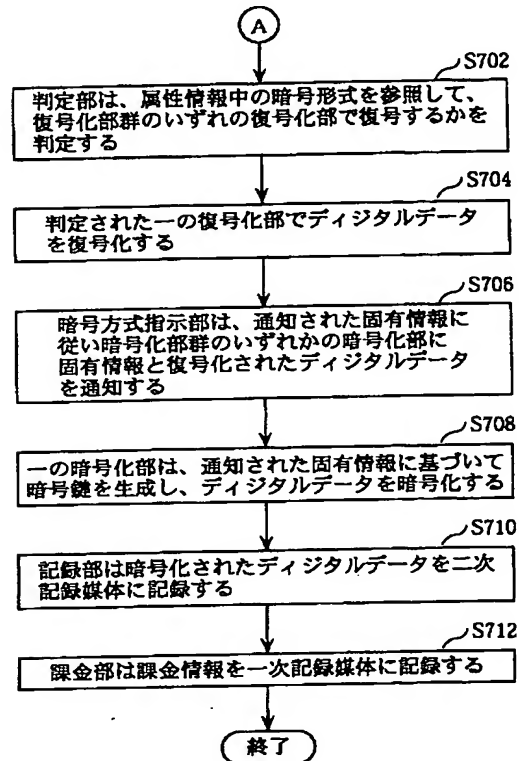 A
S702
判定部は、属性情報中の暗号形式を参照して、
復号化部群のいずれの復号化部で復号するかを
判定する
S704
判定された一の復号化部でディジタルデータ
を復号化する
S706
暗号方式指示部は、通知された固有情報に
従い暗号化部群のいずれかの暗号化部に
固有情報と復号化されたディジタルデータ
を通知する
S708
一の暗号化部は、通知された固有情報に基づいて
暗号鍵を生成し、ディジタルデータを暗号化する
S710
記録部は暗号化されたディジタルデータを二次
記録媒体に記録する
S712
課金部は課金情報を一次記録媒体に記録する
終了